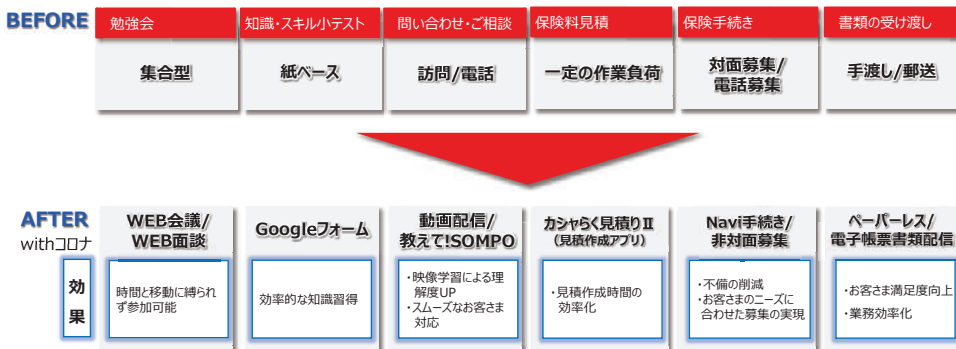 BEFORE
勉強会
知識・スキル小テスト
問い合わせ・ご相談
保険料見積
保険手続き
書類の受け渡し
集合型
紙ベース
訪問/電話
一定の作業負荷
対面募集/
電話募集
手渡し/郵送
AFTER
withコロナ
WEB会議/
WEB面談
Googleフォーム
動画配信/
教えて!SOMPO
カシャらく見積りⅡ
(見積作成アプリ)
Navi手続き/
非対面募集
ペーパーレス/
電子帳票書類配信
効
果
時間と移動に縛られ
ず参加可能
効率的な知識習得
・映像学習による理
解度UP
・スムーズなお客さま
対応
・見積作成時間の
効率化
・不備の削減
・お客さまのニーズに
合わせた募集の実現
・お客さま満足度向上
・業務効率化